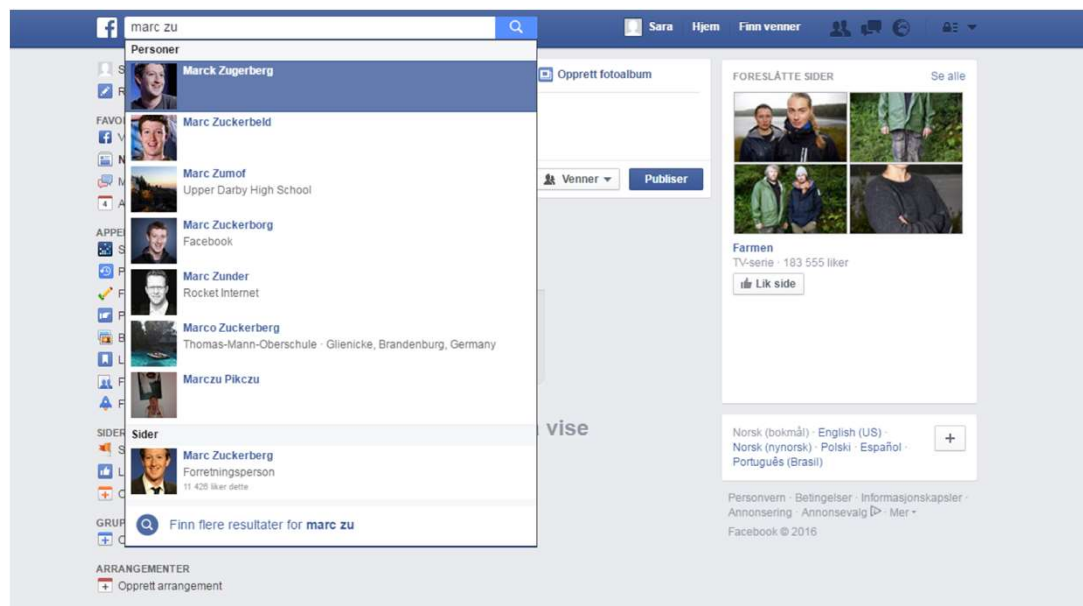 marc zu
Sara Hjem Finn venner
Personer
Marck Zugerberg
Marc Zuckerbeld
Marc Zumof
Upper Darby High School
Marc Zuckerborg
Facebook
Marc Zunder
Rocket Internet
Marco Zuckerberg
Thomas-Mann-Oberschule · Glienicke, Brandenburg, Germany
Marczu Pikczu
Sider
Marc Zuckerberg
Forretningsperson
11 426 liker dette
Finn flere resultater for marc zu
FAVO
APPE
SIDER
GRUP
ARRANGEMENTER
Opprett arrangement
Opprett fotoalbum
Venner
Publiser
vise
FORESLÅTTE SIDER Se alle
Farmen
TV-serie · 183 555 liker
Lik side
Norsk (bokmål) · English (US) ·
Norsk (nynorsk) · Polski · Español ·
Português (Brasil)
Personvern · Betingelser · Informasjonskapsler ·
Annonsering · Annonsevalg · Mer
Facebook © 2016